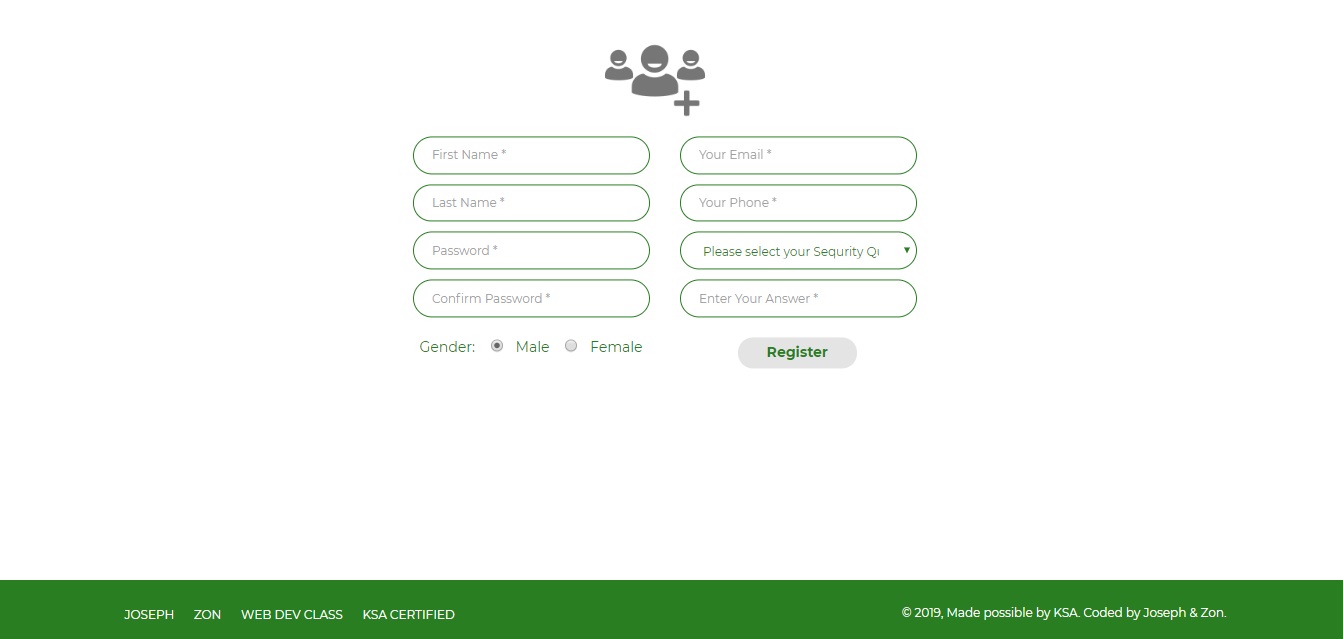 First Name *
Your Email *
Last Name *
Your Phone *
Password *
Please select your Sequrity Qu
Confirm Password *
Enter Your Answer *
Gender: Male Female
Register
JOSEPH ZON WEB DEV CLASS KSA CERTIFIED
© 2019, Made possible by KSA. Coded by Joseph & Zon.